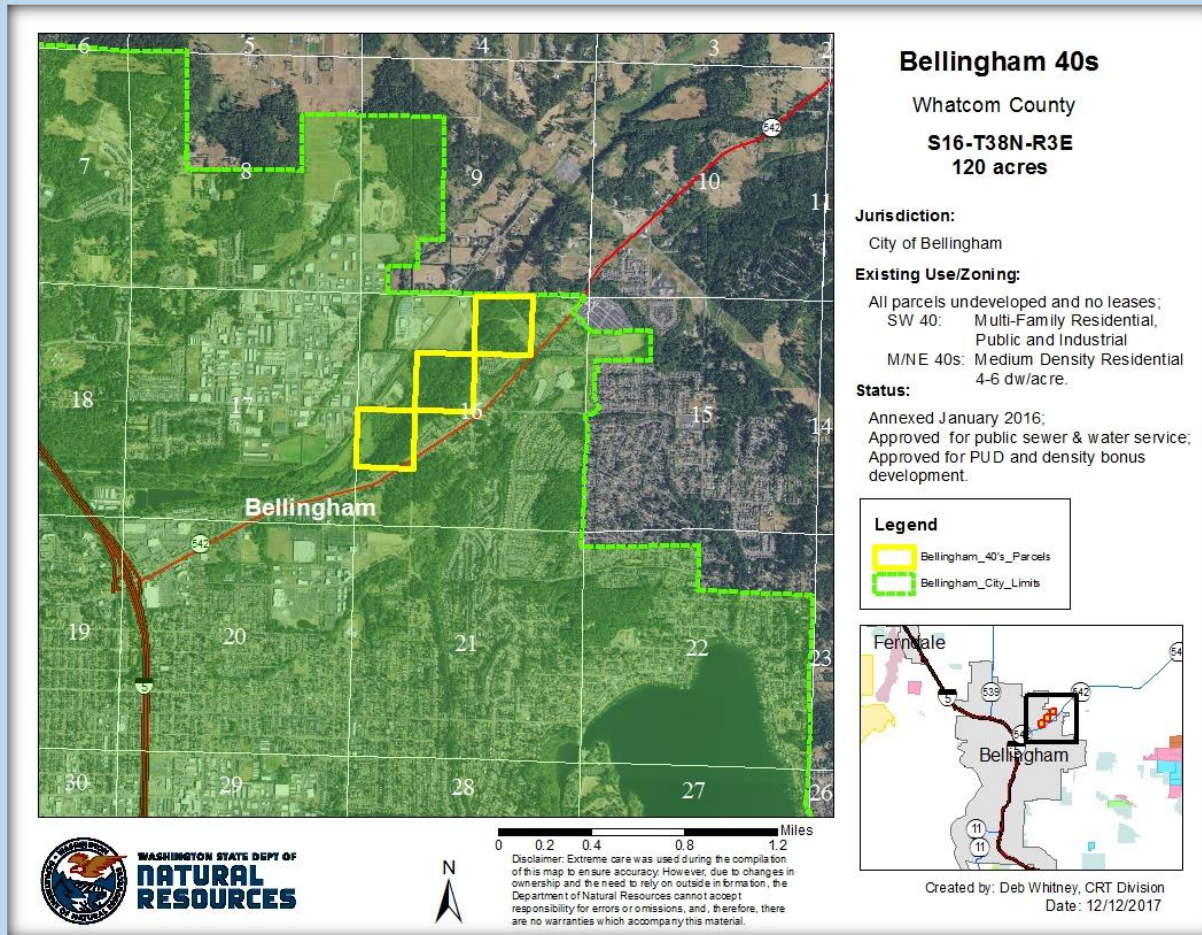 6
5
4
3
2
542
7
8
9
10
11
18
17
16
15
14
Bellingham
542
19
20
21
22
23
5
30
29
28
27
26
Bellingham 40s
Whatcom County
S16-T38N-R3E
120 acres
Jurisdiction:
City of Bellingham
Existing Use/Zoning:
All parcels undeveloped and no leases;
SW 40: Multi-Family Residential,
Public and Industrial
M/NE 40s: Medium Density Residential
4-6 dw/acre.
Status:
Annexed January 2016;
Approved for public sewer & water service;
Approved for PUD and density bonus
development.
Legend
Bellingham_40's_Parcels
Bellingham_City_Limits
Ferndale
54
5
539
542
54
Bellingham
11
11
WASHINGTON STATE DEPT OF
NATURAL
RESOURCES
N
Miles
0 0.2 0.4 0.8 1.2
Disclaimer: Extreme care was used during the compilation
of this map to ensure accuracy. However, due to changes in
ownership and the need to rely on outside information, the
Department of Natural Resources cannot accept
responsibility for errors or omissions, and, therefore, there
are no warranties which accompany this material.
Created by: Deb Whitney, CRT Division
Date: 12/12/2017